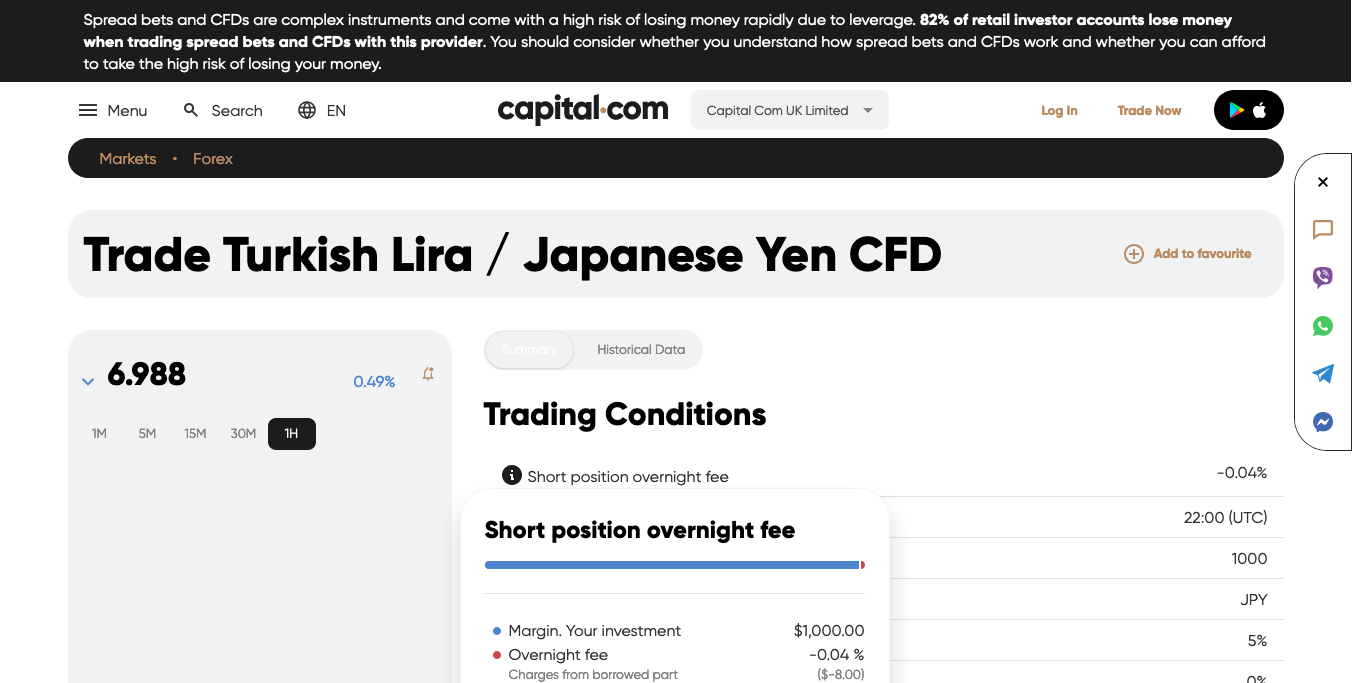 Spread bets and CFDs are complex instruments and come with a high risk of losing money rapidly due to leverage. 82% of retail investor accounts lose money
when trading spread bets and CFDs with this provider. You should consider whether you understand how spread bets and CFDs work and whether you can afford
to take the high risk of losing your money.
Menu Search EN capital.com Capital Com UK Limited Log In Trade Now
Markets • Forex
Trade Turkish Lira / Japanese Yen CFD Add to favourite
6.988 0.49%
1M 5M 15M 30M 1H
Summary Historical Data
Trading Conditions
Short position overnight fee -0.04%
22:00 (UTC)
1000
JPY
5%
0%
Short position overnight fee
Margin. Your investment $1,000.00
Overnight fee -0.04 %
Charges from borrowed part ($-8.00)